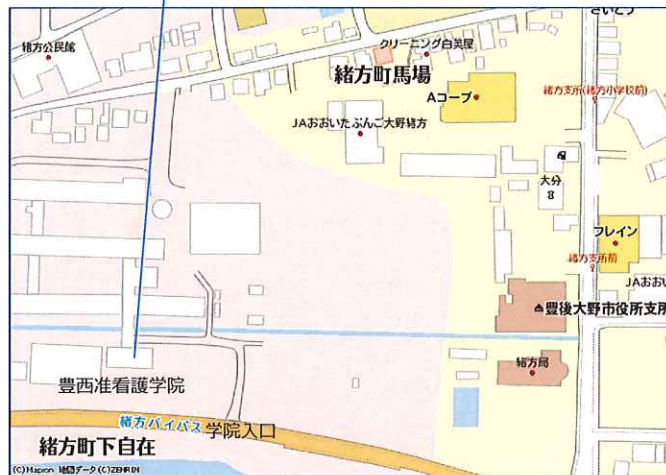 さいとう
緒方公民館
クリーニング白美屋
緒方町馬場
Aコープ
緒方支所(緒方小学校前)
JAおおいたぶんご大野緒方
大分
フレイン
緒方支所前
JAおおい
豊後大野市役所支所
緒方局
豊西准看護学院
緒方バイパス
学院入口
緒方町下自在
(C)Mapion 地図データ(C)ZENRIN